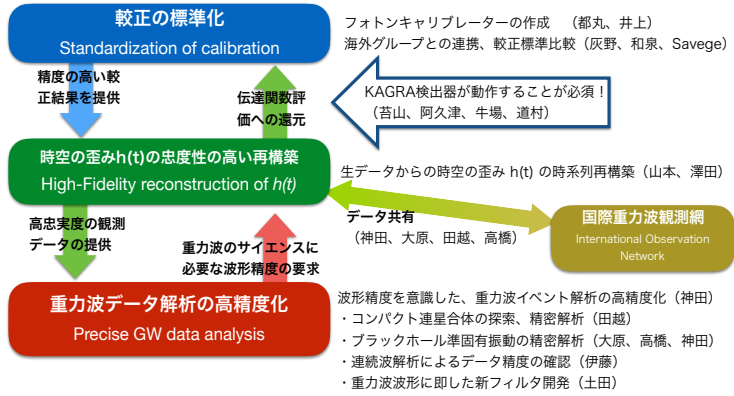 較正の標準化
Standardization of calibration
フォトンキャリブレーターの作成　（都丸、井上）
海外グループとの連携、較正標準比較（灰野、和泉、Savege）
精度の高い較
正結果を提供
伝達関数評
価への還元
KAGRA検出器が動作することが必須！
（苔山、阿久津、牛場、道村）
時空の歪みh(t)の忠度性の高い再構築
High-Fidelity reconstruction of h(t)
生データからの時空の歪み h(t) の時系列再構築（山本、澤田）
データ共有
（神田、大原、田越、高橋）
国際重力波観測網
International Observation
Network
高忠実度の観測
データの提供
重力波のサイエンスに
必要な波形精度の要求
重力波データ解析の高精度化
Precise GW data analysis
波形精度を意識した、重力波イベント解析の高精度化（神田）
・コンパクト連星合体の探索、精密解析（田越）
・ブラックホール準固有振動の精密解析（大原、高橋、神田）
・連続波解析によるデータ精度の確認（伊藤）
・重力波波形に即した新フィルタ開発（土田）